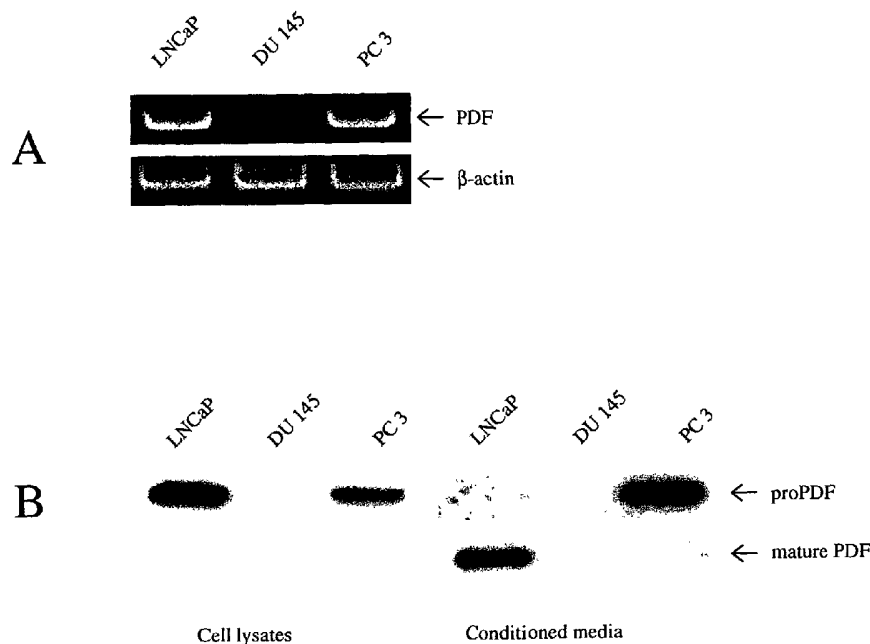 LNCaP DU 145 PC 3
A
← PDF
← β-actin
LNCaP DU 145 PC 3 LNCaP DU 145 PC 3
B
← proPDF
← mature PDF
Cell lysates Conditioned media